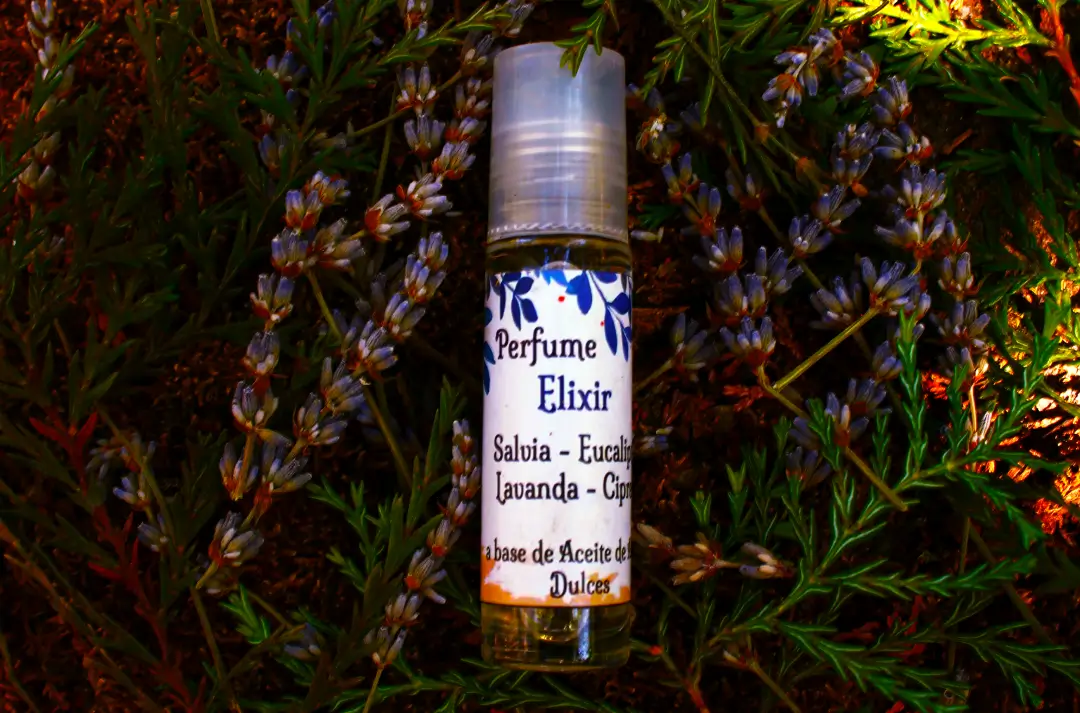 Perfume
Elixir
Salvia -
Lavanda -
a base de Aceite de
Dulces